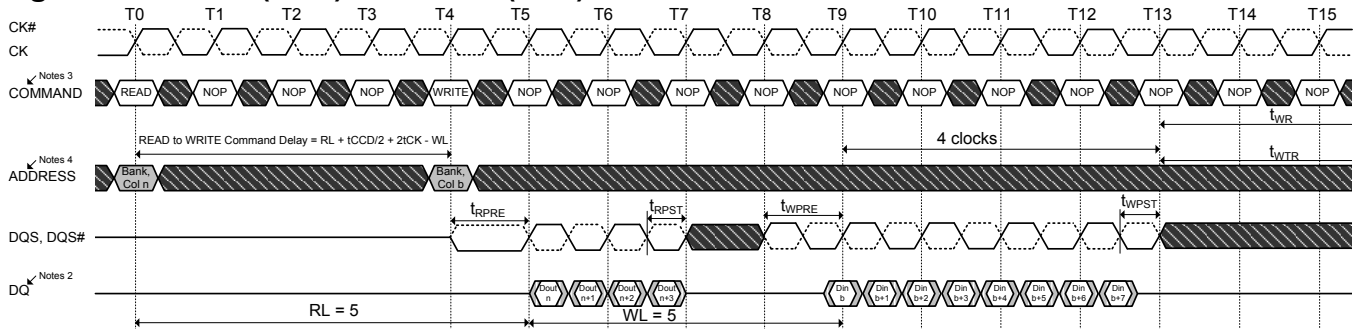 T0 T1 T2 T3 T4 T5 T6 T7 T8 T9 T10 T11 T12 T13 T14 T15
CK#
CK
Notes 3
COMMAND
READ NOP NOP NOP WRITE NOP NOP NOP NOP NOP NOP NOP NOP NOP NOP NOP
tWR
READ to WRITE Command Delay = RL + tCCD/2 + 2tCK - WL
4 clocks
Notes 4
tWTR
ADDRESS
Bank, Col n
Bank, Col b
tRPRE tRPST tWPRE tWPST
DQS, DQS#
Notes 2
DQ
Dout n Dout n+1 Dout n+2 Dout n+3 Din b Din b+1 Din b+2 Din b+3 Din b+4 Din b+5 Din b+6 Din b+7
RL = 5 WL = 5